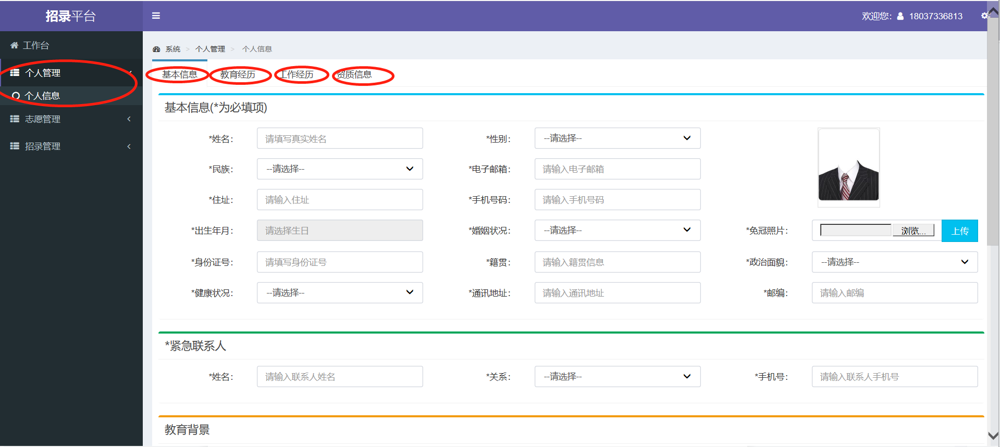 招录平台
欢迎您： 18037336813
工作台
个人管理
个人信息
志愿管理
招录管理
系统 > 个人管理 > 个人信息
基本信息 教育经历 工作经历 资质信息
基本信息(*为必填项)
*姓名： 请填写真实姓名 *性别： --请选择--
*民族： --请选择-- *电子邮箱： 请输入电子邮箱
*住址： 请输入住址 *手机号码： 请输入手机号码
*出生年月： 请选择生日 *婚姻状况： --请选择-- *免冠照片： 浏览... 上传
*身份证号： 请填写身份证号 *籍贯： 请输入籍贯信息 *政治面貌： --请选择--
*健康状况： --请选择-- *通讯地址： 请输入通讯地址 *邮编： 请输入邮编
*紧急联系人
*姓名： 请输入联系人姓名 *关系： --请选择-- *手机号： 请输入联系人手机号
教育背景